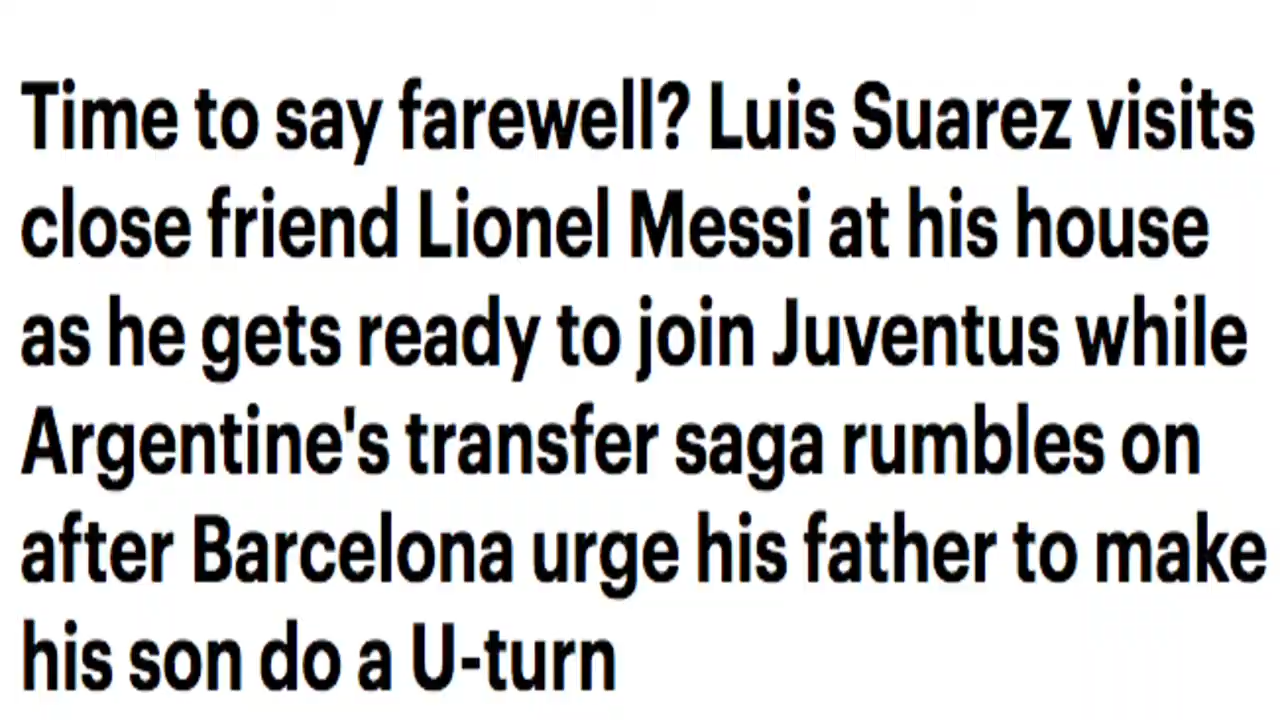 Time to say farewell? Luis Suarez visits
close friend Lionel Messi at his house
as he gets ready to join Juventus while
Argentine's transfer saga rumbles on
after Barcelona urge his father to make
his son do a U-turn